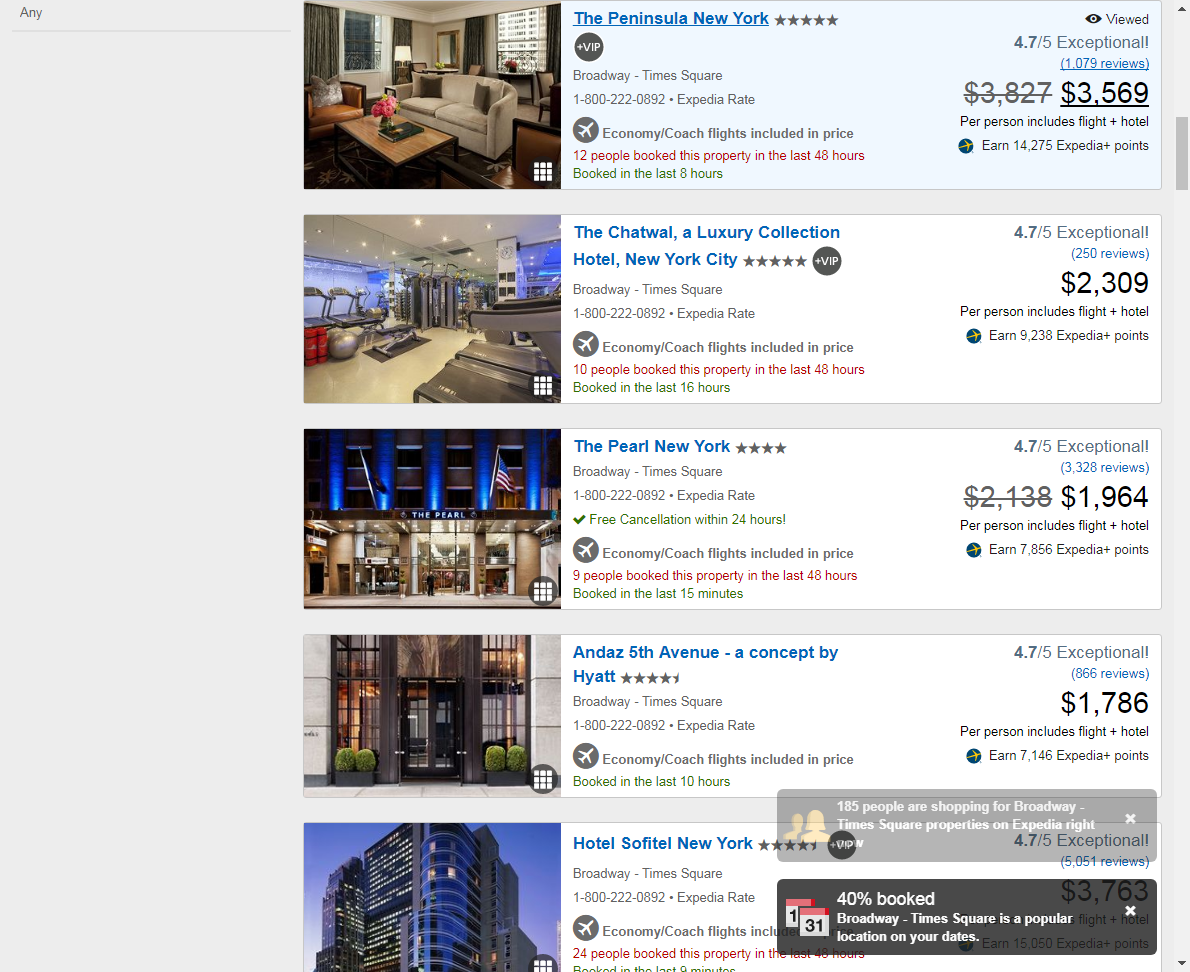 Any
The Peninsula New York
Viewed
+VIP
4.7/5 Exceptional!
(1,079 reviews)
Broadway - Times Square
$3,827 $3,569
1-800-222-0892 • Expedia Rate
Per person includes flight + hotel
Economy/Coach flights included in price
Earn 14,275 Expedia+ points
12 people booked this property in the last 48 hours
Booked in the last 8 hours
The Chatwal, a Luxury Collection
Hotel, New York City +VIP
4.7/5 Exceptional!
(250 reviews)
$2,309
Broadway - Times Square
1-800-222-0892 • Expedia Rate
Per person includes flight + hotel
Economy/Coach flights included in price
Earn 9,238 Expedia+ points
10 people booked this property in the last 48 hours
Booked in the last 16 hours
THE PEARL
The Pearl New York
4.7/5 Exceptional!
(3,328 reviews)
Broadway - Times Square
$2,138 $1,964
1-800-222-0892 • Expedia Rate
Free Cancellation within 24 hours!
Per person includes flight + hotel
Economy/Coach flights included in price
Earn 7,856 Expedia+ points
9 people booked this property in the last 48 hours
Booked in the last 15 minutes
Andaz 5th Avenue - a concept by
Hyatt
4.7/5 Exceptional!
(866 reviews)
$1,786
Broadway - Times Square
1-800-222-0892 • Expedia Rate
Per person includes flight + hotel
Economy/Coach flights included in price
Earn 7,146 Expedia+ points
Booked in the last 10 hours
185 people are shopping for Broadway -
Times Square properties on Expedia right
now
Hotel Sofitel New York +VIP
4.7/5 Exceptional!
(5,051 reviews)
Broadway - Times Square
$3,763
1-800-222-0892 • Expedia Rate
40% booked
Broadway - Times Square is a popular
location on your dates.
1
31
flight + hotel
Economy/Coach flights included in price
Earn 15,050 Expedia+ points
24 people booked this property in the last 48 hours
Booked in the last 9 minutes